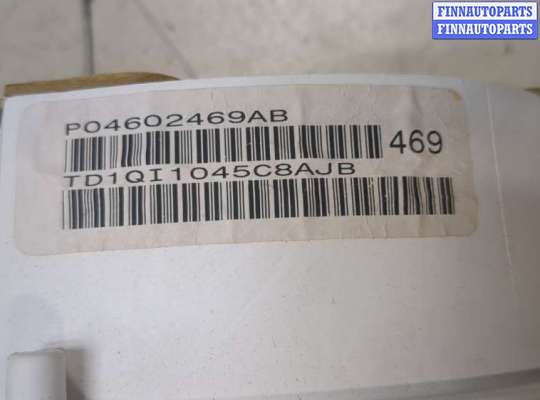 FINNAUTOPARTS
FINNAUTOPARTS
P04602469AB
469
TD1QI1045C8AJB